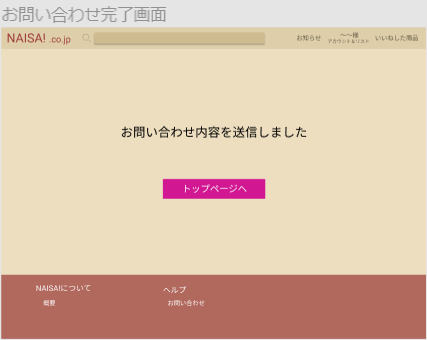 お問い合わせ完了画面
NAISA! .co.jp
お知らせ
〜〜様
アカウント＆リスト
いいねした商品
お問い合わせ内容を送信しました
トップページへ
NAISA!について
ヘルプ
概要
お問い合わせ